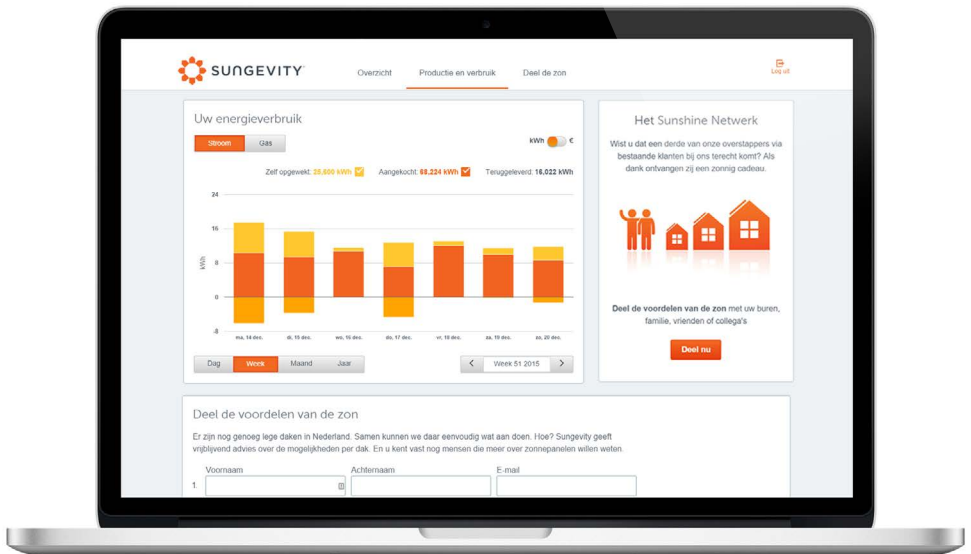 SUNGEVITY
Overzicht
Productie en verbruik
Deel de zon
Log uit
Uw energieverbruik
Stroom
Gas
kWh
€
Zelf opgewekt: 25,600 kWh
Aangekocht: 68,224 kWh
Teruggeleverd: 16,022 kWh
24
16
8
0
-8
kWh
ma, 14 dec.
di, 15 dec.
wo, 16 dec.
do, 17 dec.
vr, 18 dec.
za, 19 dec.
zo, 20 dec.
Dag
Week
Maand
Jaar
Week 51 2015
Het Sunshine Netwerk
Wist u dat een derde van onze overstappers via
bestaande klanten bij ons terecht komt? Als
dank ontvangen zij een zonnig cadeau.
Deel de voordelen van de zon met uw buren,
familie, vrienden of collega's
Deel nu
Deel de voordelen van de zon
Er zijn nog genoeg lege daken in Nederland. Samen kunnen we daar eenvoudig wat aan doen. Hoe? Sungevity geeft
vrijblijvend advies over de mogelijkheden per dak. En u kent vast nog mensen die meer over zonnepanelen willen weten.
Voornaam
Achternaam
E-mail
1.